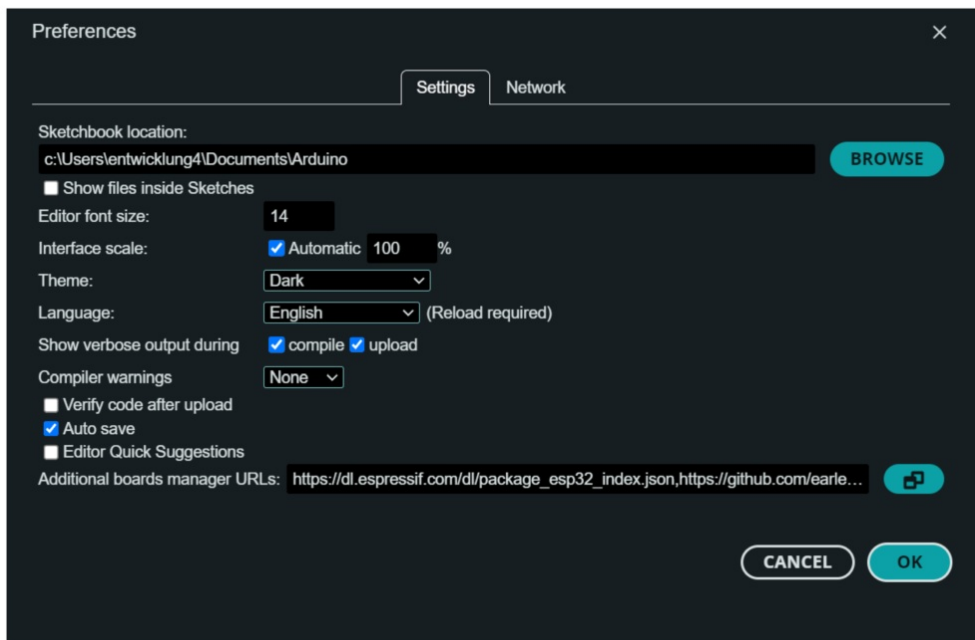 Preferences
Settings Network
Sketchbook location:
c:\Users\entwicklung4\Documents\Arduino BROWSE
Show files inside Sketches
Editor font size: 14
Interface scale: Automatic 100 %
Theme: Dark
Language: English (Reload required)
Show verbose output during compile upload
Compiler warnings None
Verify code after upload
Auto save
Editor Quick Suggestions
Additional boards manager URLs: https://dl.espressif.com/dl/package_esp32_index.json,https://github.com/earle...
CANCEL OK